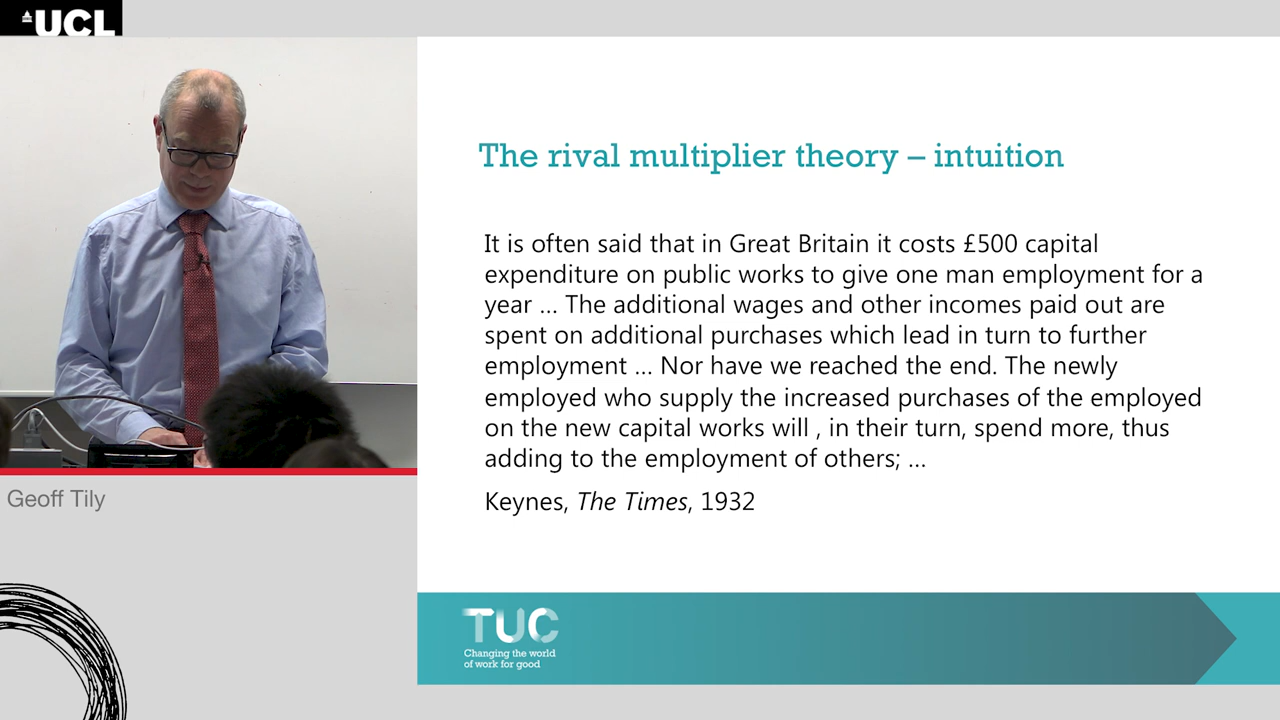 UCL
The rival multiplier theory – intuition
It is often said that in Great Britain it costs £500 capital
expenditure on public works to give one man employment for a
year ... The additional wages and other incomes paid out are
spent on additional purchases which lead in turn to further
employment ... Nor have we reached the end. The newly
employed who supply the increased purchases of the employed
on the new capital works will , in their turn, spend more, thus
adding to the employment of others; ...
Keynes, The Times, 1932
Geoff Tily
TUC
Changing the world
of work for good